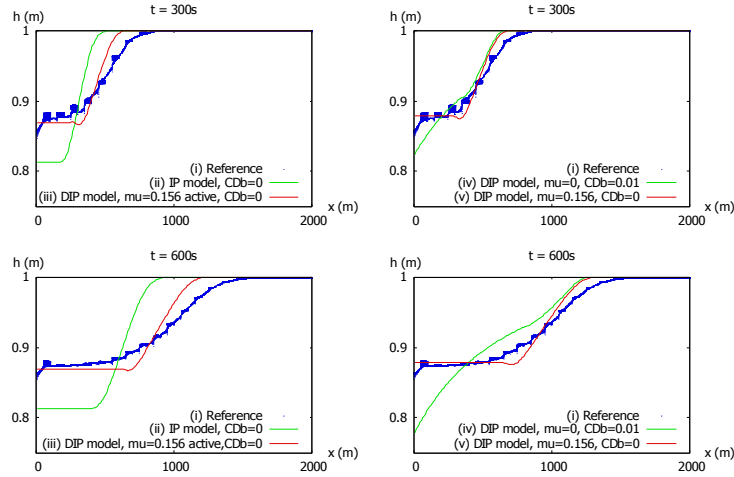 t = 300s
h (m)
1
0.9
0.8
(i) Reference
(ii) IP model, CDb=0
(iii) DIP model, mu=0.156 active, CDb=0
0
1000
2000
x (m)
t = 300s
h (m)
1
0.9
0.8
(i) Reference
(iv) DIP model, mu=0, CDb=0.01
(v) DIP model, mu=0.156, CDb=0
0
1000
2000
x (m)
t = 600s
h (m)
1
0.9
0.8
(i) Reference
(ii) IP model, CDb=0
(iii) DIP model, mu=0.156 active,CDb=0
0
1000
2000
x (m)
t = 600s
h (m)
1
0.9
0.8
(i) Reference
(iv) DIP model, mu=0, CDb=0.01
(v) DIP model, mu=0.156, CDb=0
0
1000
2000
x (m)